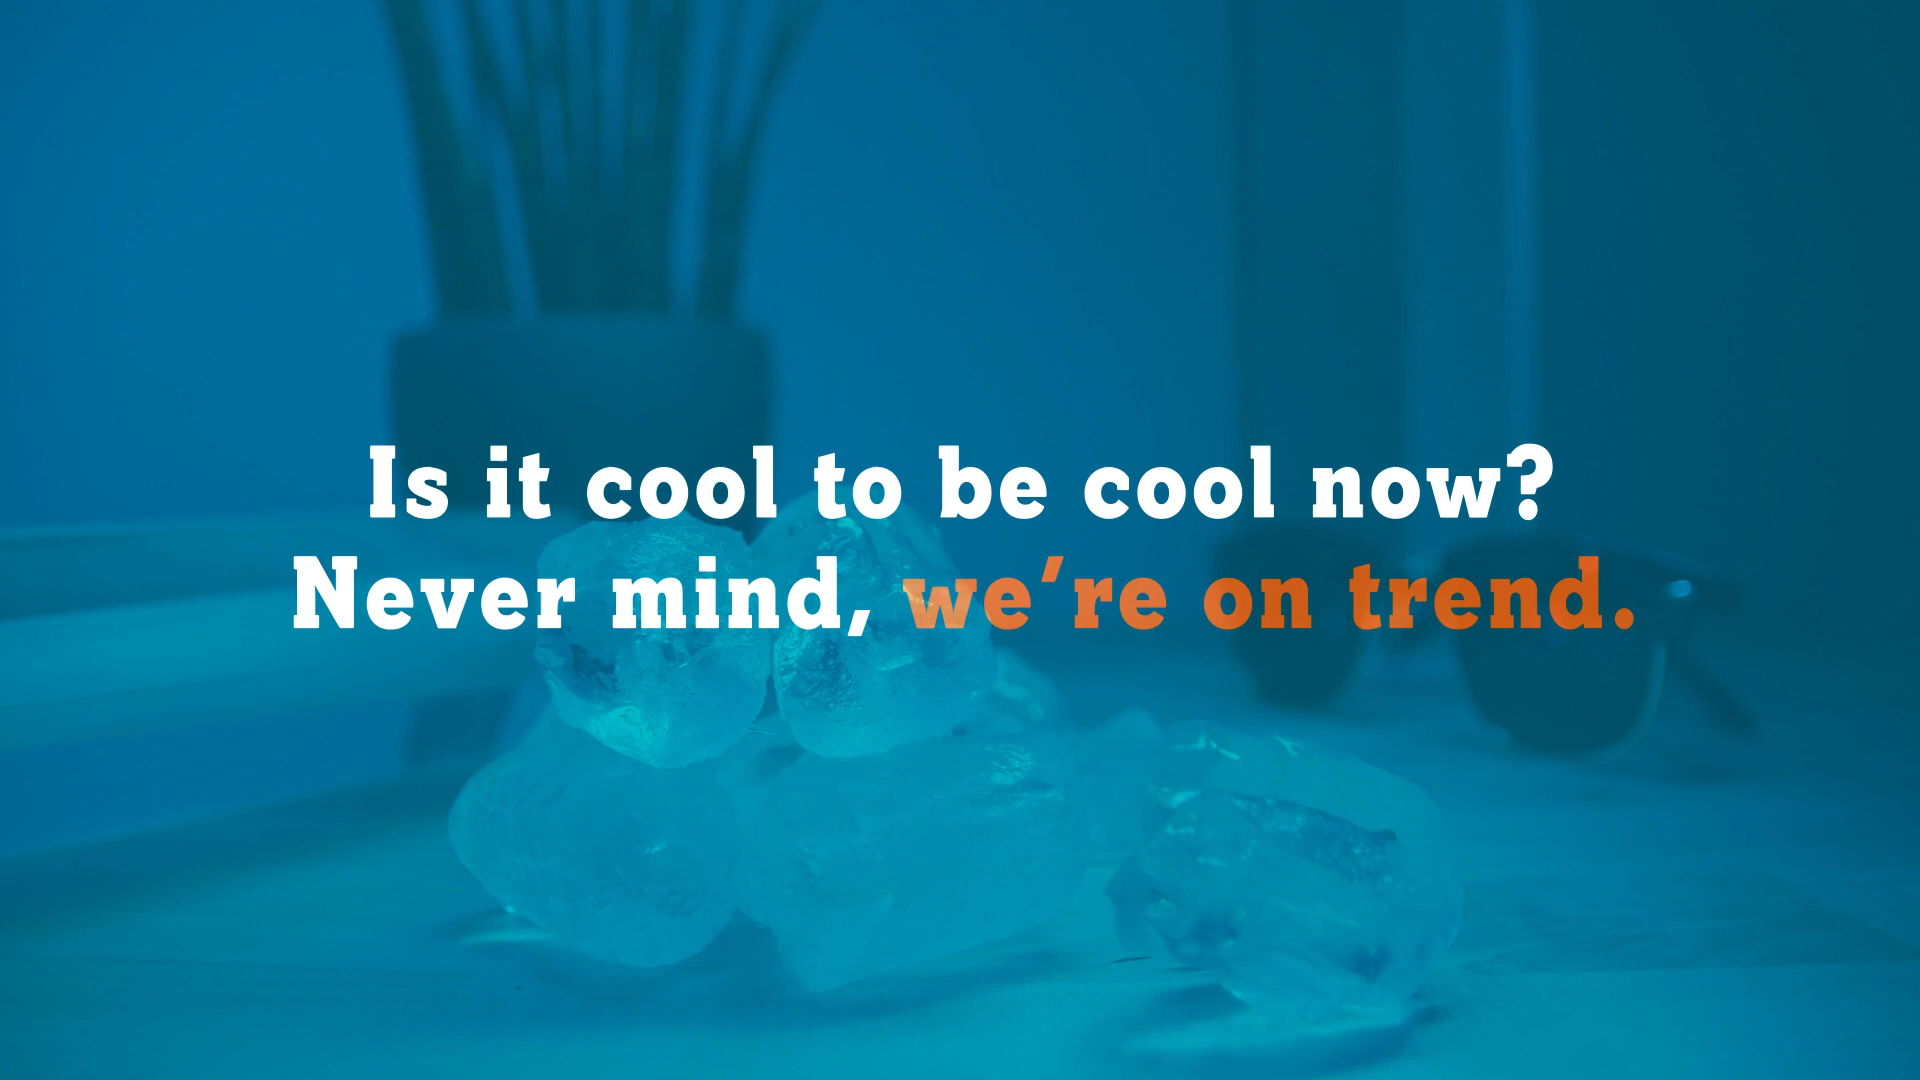 Is it cool to be cool now?
Never mind, we’re on trend.